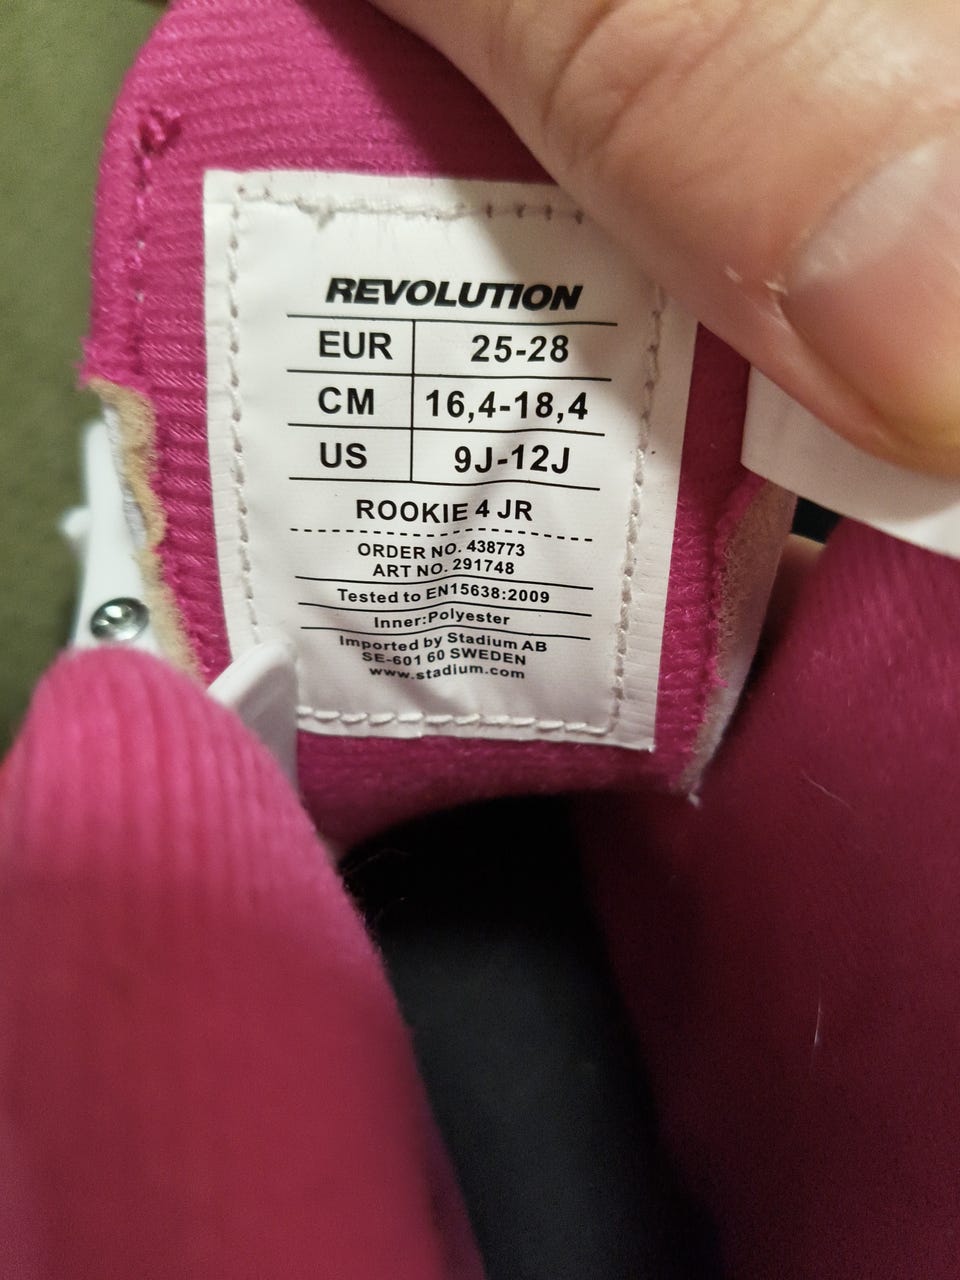 REVOLUTION
EUR 25-28
CM 16,4-18,4
US 9J-12J
ROOKIE 4 JR
ORDER NO. 438773
ART NO. 291748
Tested to EN15638:2009
Inner:Polyester
Imported by Stadium AB
SE-601 60 SWEDEN
www.stadium.com